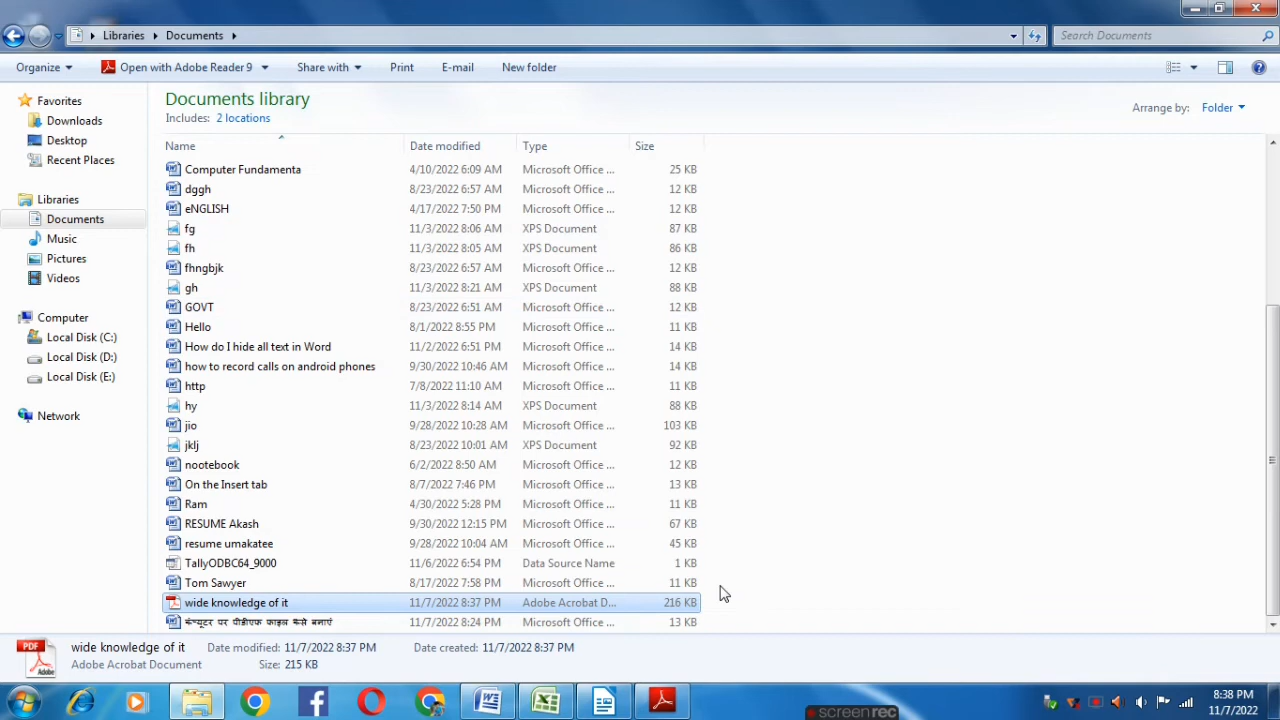 Libraries Documents
Search Documents
Organize Open with Adobe Reader 9 Share with Print E-mail New folder
Favorites
Downloads
Desktop
Recent Places
Libraries
Documents
Music
Pictures
Videos
Computer
Local Disk (C:)
Local Disk (D:)
Local Disk (E:)
Network
Documents library
Includes: 2 locations
Arrange by: Folder
Name Date modified Type Size
Computer Fundamenta 4/10/2022 6:09 AM Microsoft Office ... 25 KB
dggh 8/23/2022 6:57 AM Microsoft Office ... 12 KB
eNGLISH 4/17/2022 7:50 PM Microsoft Office ... 12 KB
fg 11/3/2022 8:06 AM XPS Document 87 KB
fh 11/3/2022 8:05 AM XPS Document 86 KB
fhngbjk 8/23/2022 6:57 AM Microsoft Office ... 12 KB
gh 11/3/2022 8:21 AM XPS Document 88 KB
GOVT 8/23/2022 6:51 AM Microsoft Office ... 12 KB
Hello 8/1/2022 8:55 PM Microsoft Office ... 11 KB
How do I hide all text in Word 11/2/2022 6:51 PM Microsoft Office ... 14 KB
how to record calls on android phones 9/30/2022 10:46 AM Microsoft Office ... 14 KB
http 7/8/2022 11:10 AM Microsoft Office ... 11 KB
hy 11/3/2022 8:14 AM XPS Document 88 KB
jio 9/28/2022 10:28 AM Microsoft Office ... 103 KB
jklj 8/23/2022 10:01 AM XPS Document 92 KB
nootebook 6/2/2022 8:50 AM Microsoft Office ... 12 KB
On the Insert tab 8/7/2022 7:46 PM Microsoft Office ... 13 KB
Ram 4/30/2022 5:28 PM Microsoft Office ... 11 KB
RESUME Akash 9/30/2022 12:15 PM Microsoft Office ... 67 KB
resume umakatee 9/28/2022 10:04 AM Microsoft Office ... 45 KB
TallyODBC64_9000 11/6/2022 6:54 PM Data Source Name 1 KB
Tom Sawyer 8/17/2022 7:58 PM Microsoft Office ... 11 KB
wide knowledge of it 11/7/2022 8:37 PM Adobe Acrobat D... 216 KB
कंप्यूटर पर पीडीएफ फाइल कैसे बनाएं 11/7/2022 8:24 PM Microsoft Office ... 13 KB
PDF
Adobe
wide knowledge of it Date modified: 11/7/2022 8:37 PM Date created: 11/7/2022 8:37 PM
Adobe Acrobat Document Size: 215 KB
8:38 PM
11/7/2022
screenrec